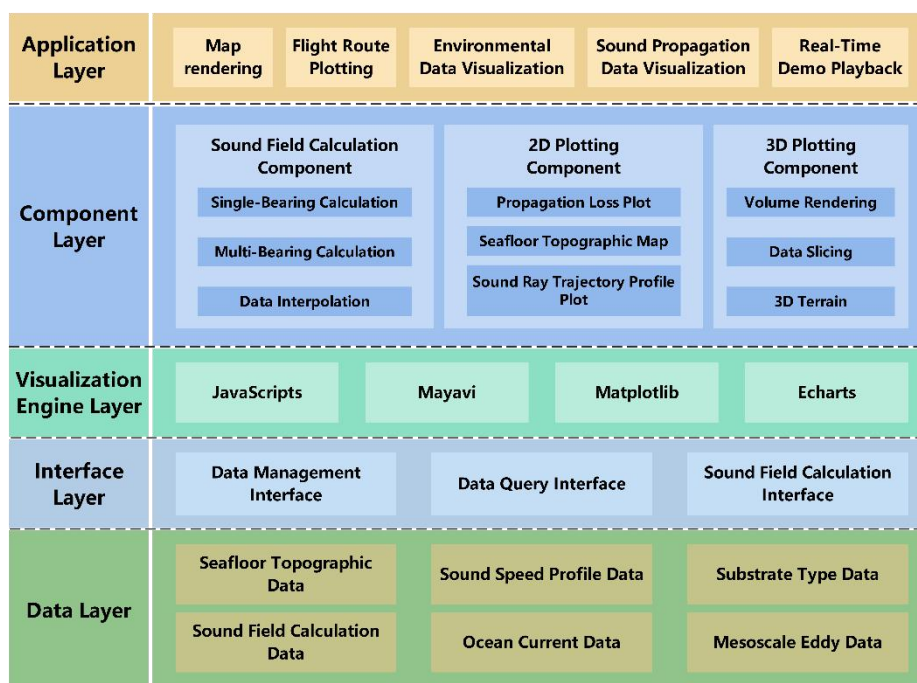 Application
Layer
Map
rendering
Flight Route
Plotting
Environmental
Data Visualization
Sound Propagation
Data Visualization
Real-Time
Demo Playback
Component
Layer
Sound Field Calculation
Component
Single-Bearing Calculation
Multi-Bearing Calculation
Data Interpolation
2D Plotting
Component
Propagation Loss Plot
Seafloor Topographic Map
Sound Ray Trajectory Profile
Plot
3D Plotting
Component
Volume Rendering
Data Slicing
3D Terrain
Visualization
Engine Layer
JavaScripts
Mayavi
Matplotlib
Echarts
Interface
Layer
Data Management
Interface
Data Query Interface
Sound Field Calculation
Interface
Data Layer
Seafloor Topographic
Data
Sound Speed Profile Data
Substrate Type Data
Sound Field Calculation
Data
Ocean Current Data
Mesoscale Eddy Data